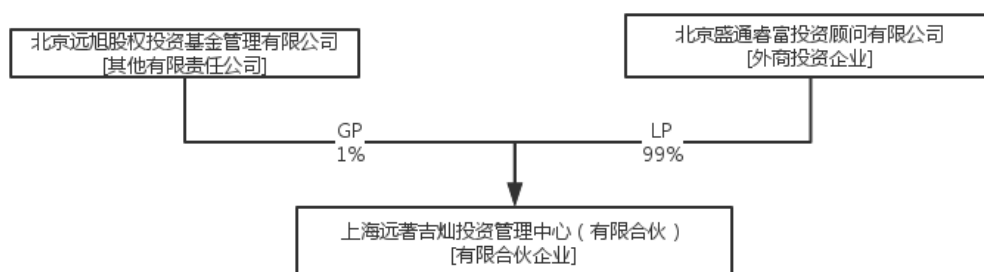 北京远旭股权投资基金管理有限公司
[其他有限责任公司]
北京盛通睿富投资顾问有限公司
[外商投资企业]
GP
1%
LP
99%
上海远著吉灿投资管理中心（有限合伙）
[有限合伙企业]